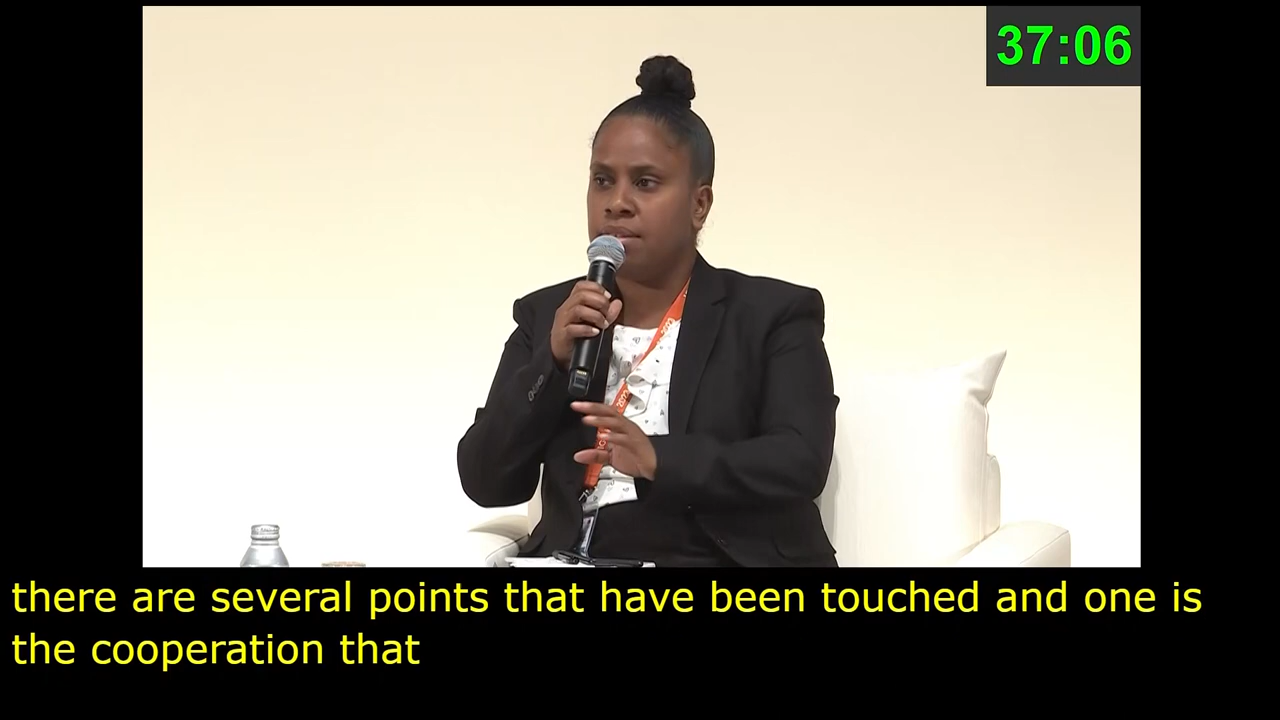 37:06
there are several points that have been touched and one is
the cooperation that